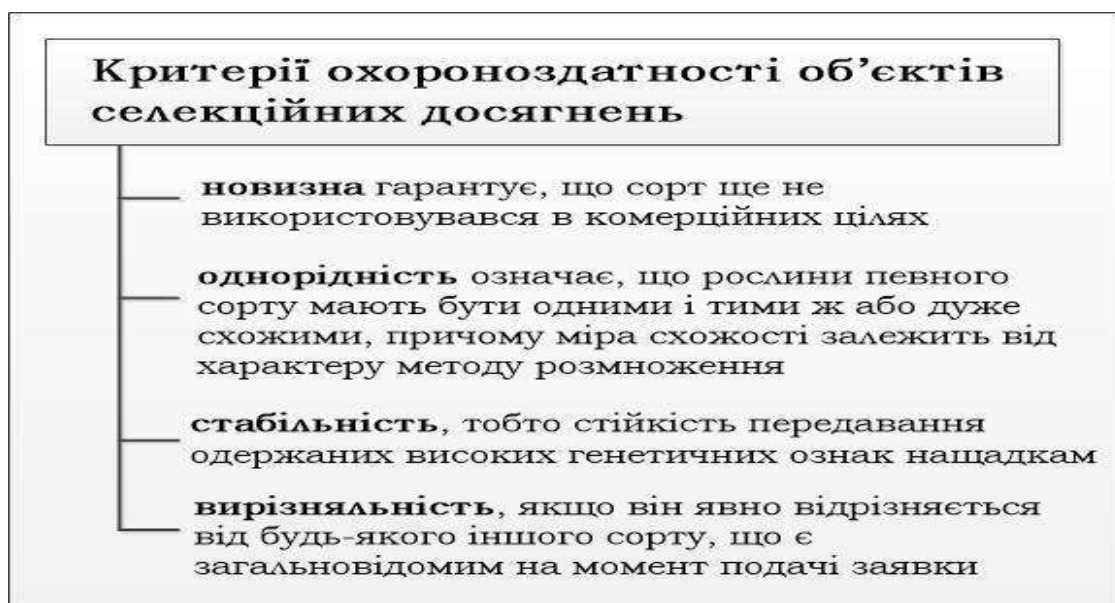 Критерії охороноздатності об’єктів
селекційних досягнень
новизна гарантує, що сорт ще не
використовувався в комерційних цілях
однорідність означає, що рослини певного
сорту мають бути одними і тими ж або дуже
схожими, причому міра схожості залежить від
характеру методу розмноження
стабільність, тобто стійкість передавання
одержаних високих генетичних ознак нащадкам
вирізняльність, якщо він явно відрізняється
від будь-якого іншого сорту, що є
загальновідомим на момент подачі заявки